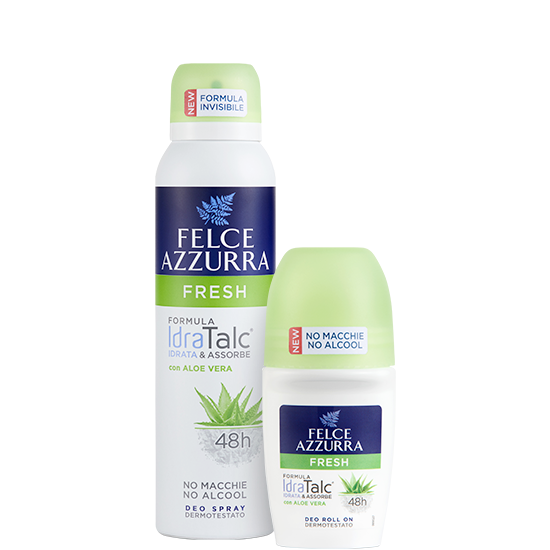 NEW
FORMULA
INVISIBILE
FELCE
AZZURRA
FRESH
FORMULA
IdraTalc®
IDRATA & ASSORBE
con ALOE VERA
48h
NO MACCHIE
NO ALCOOL
DEO SPRAY
DERMOTESTATO
NEW
NO MACCHIE
NO ALCOOL
FELCE
AZZURRA
FRESH
FORMULA
IdraTalc®
IDRATA & ASSORBE
con ALOE VERA
48h
DEO ROLL ON
DERMOTESTATO